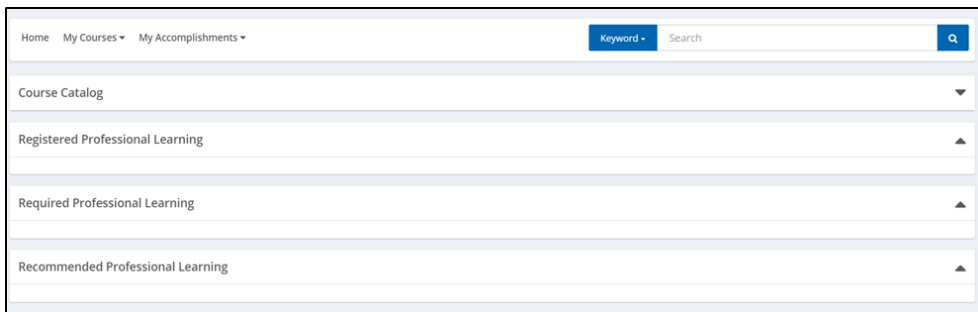 Home My Courses My Accomplishments Keyword Search
Course Catalog
Registered Professional Learning
Required Professional Learning
Recommended Professional Learning